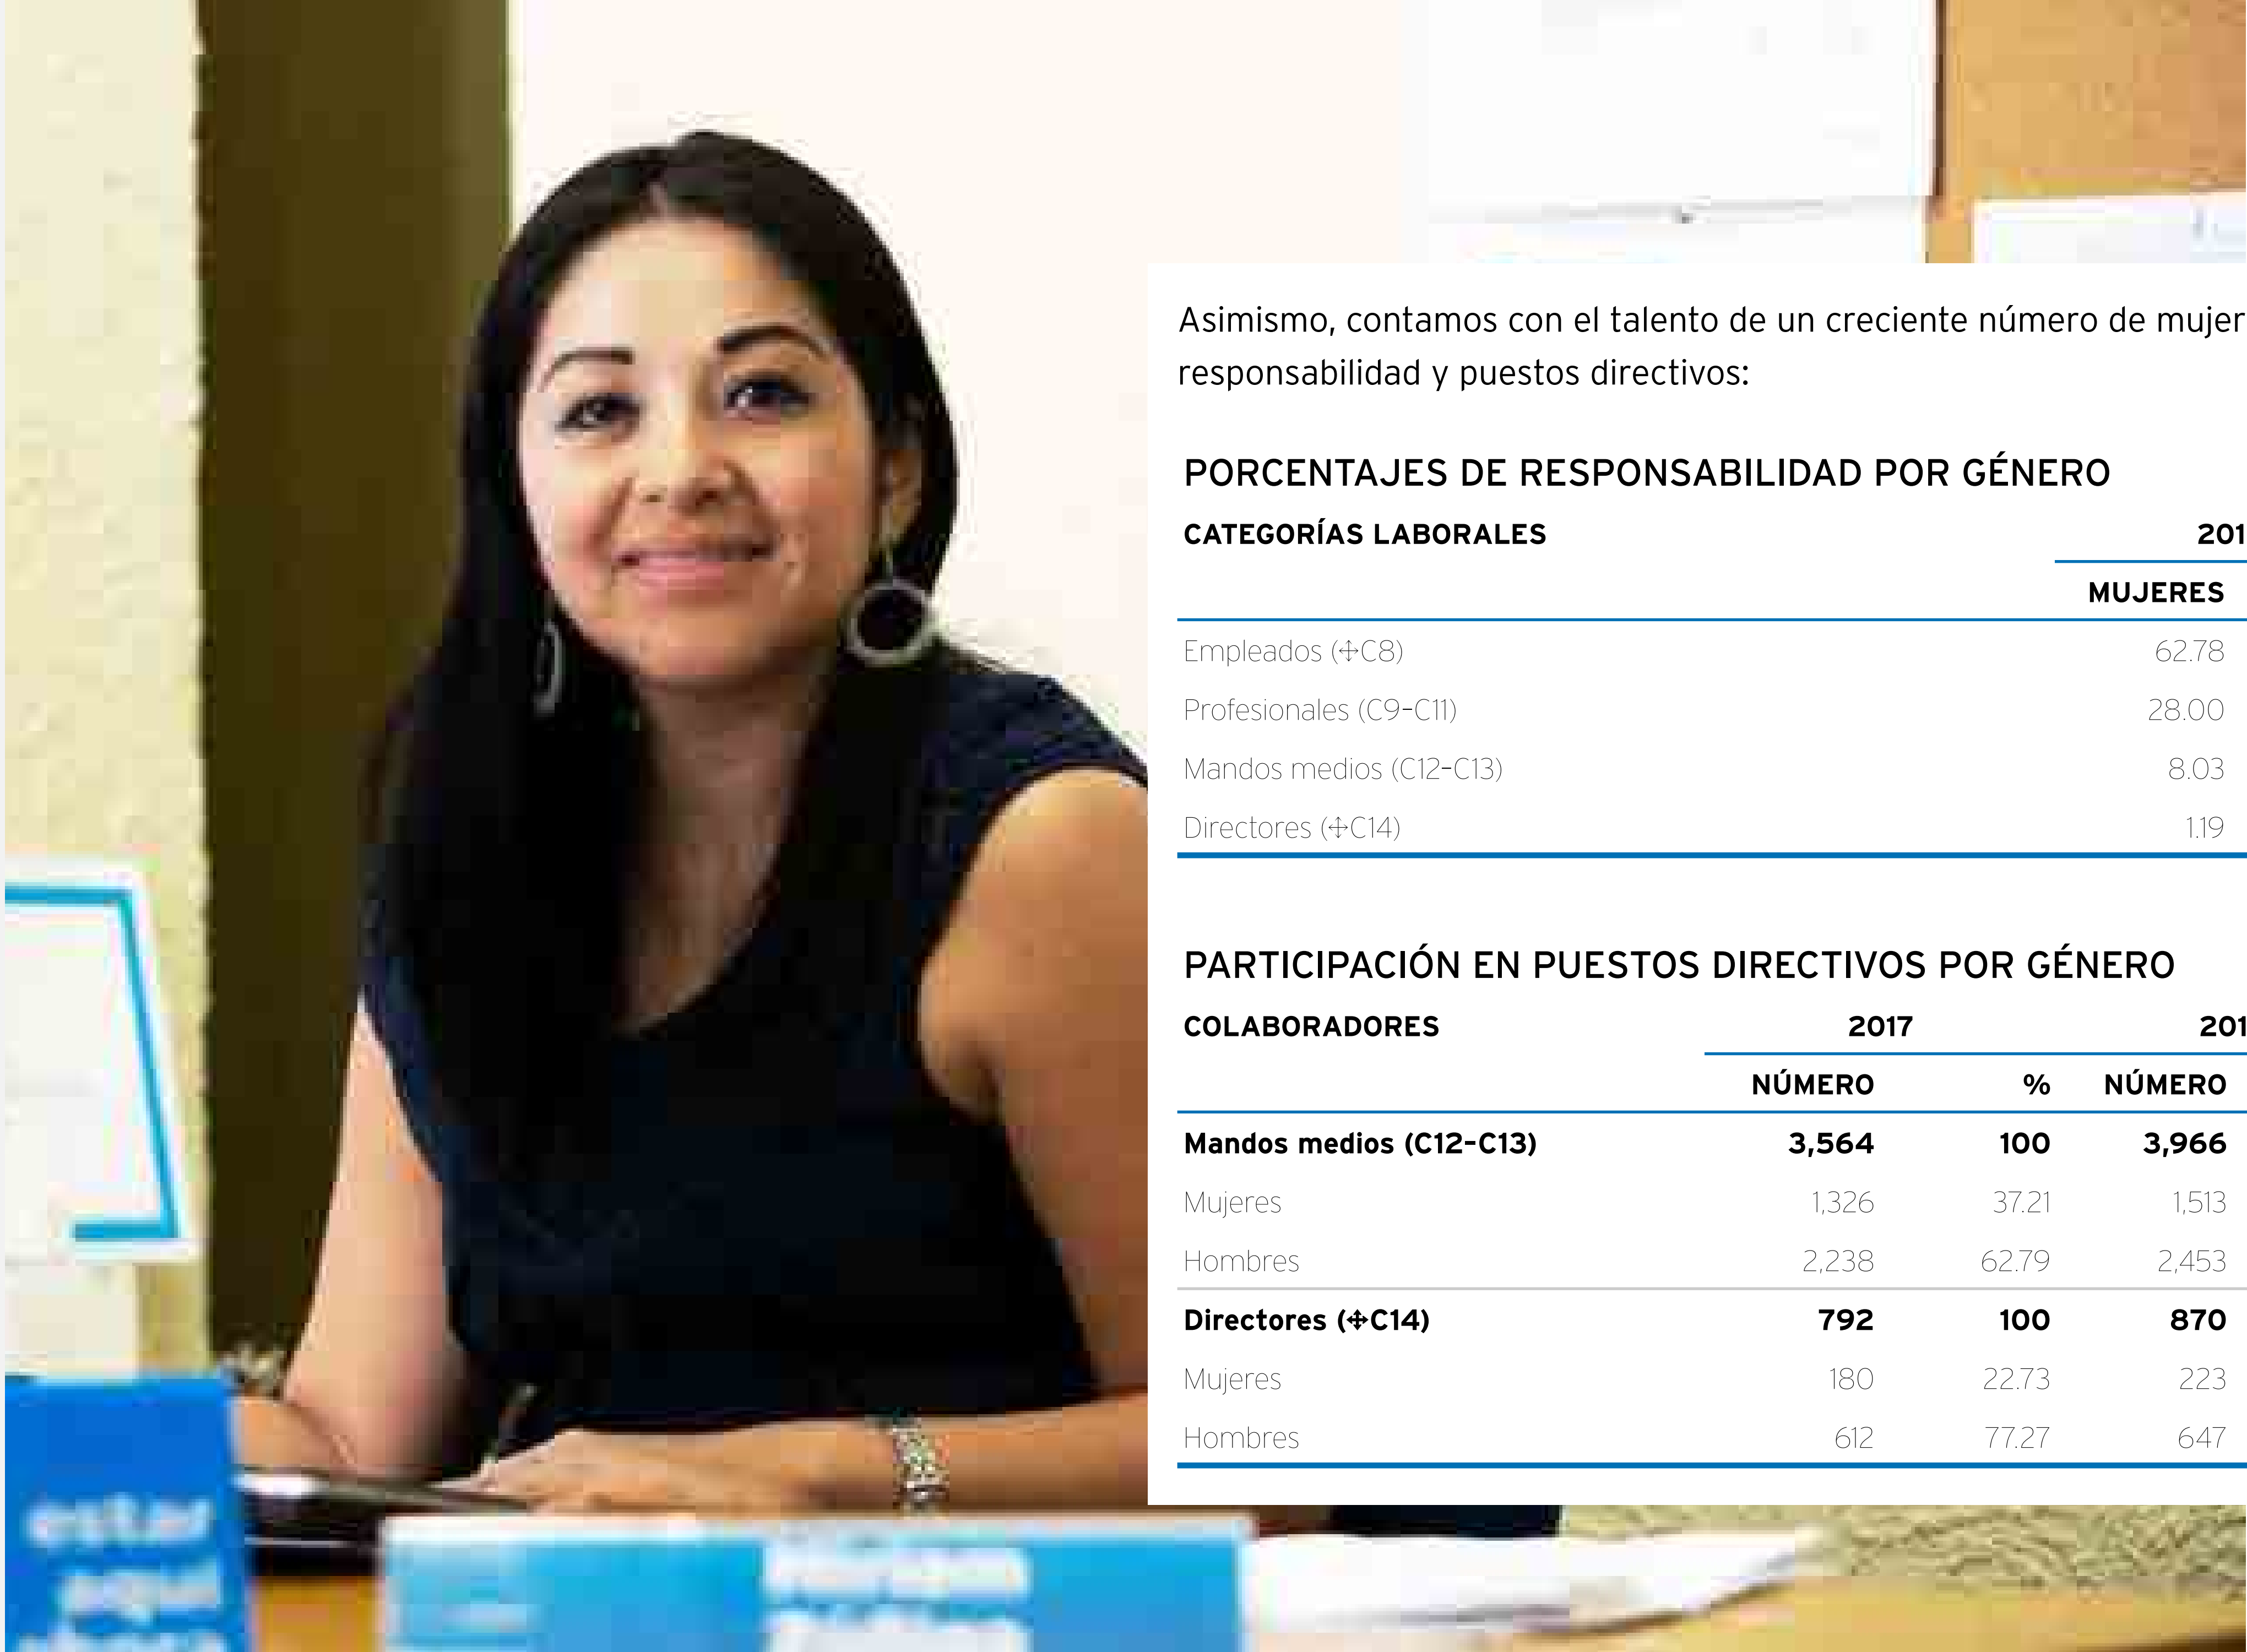 Asimismo, contamos con el talento de un creciente número de mujer
responsabilidad y puestos directivos:
PORCENTAJES DE RESPONSABILIDAD POR GÉNERO
CATEGORÍAS LABORALES 201
MUJERES
Empleados (✢C8) 62.78
Profesionales (C9-C11) 28.00
Mandos medios (C12-C13) 8.03
Directores (✢C14) 1.19
PARTICIPACIÓN EN PUESTOS DIRECTIVOS POR GÉNERO
COLABORADORES 2017 201
NÚMERO % NÚMERO
Mandos medios (C12-C13) 3,564 100 3,966
Mujeres 1,326 37.21 1,513
Hombres 2,238 62.79 2,453
Directores (✢C14) 792 100 870
Mujeres 180 22.73 223
Hombres 612 77.27 647